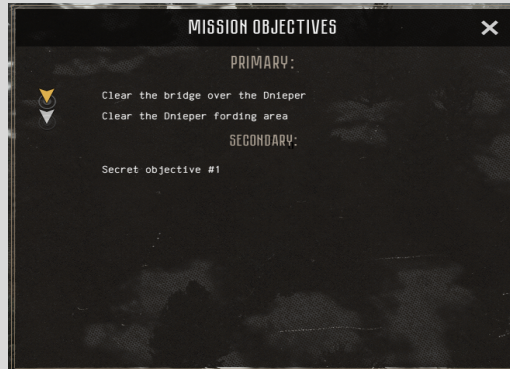 MISSION OBJECTIVES
PRIMARY:
Clear the bridge over the Dnieper
Clear the Dnieper fording area
SECONDARY:
Secret objective #1